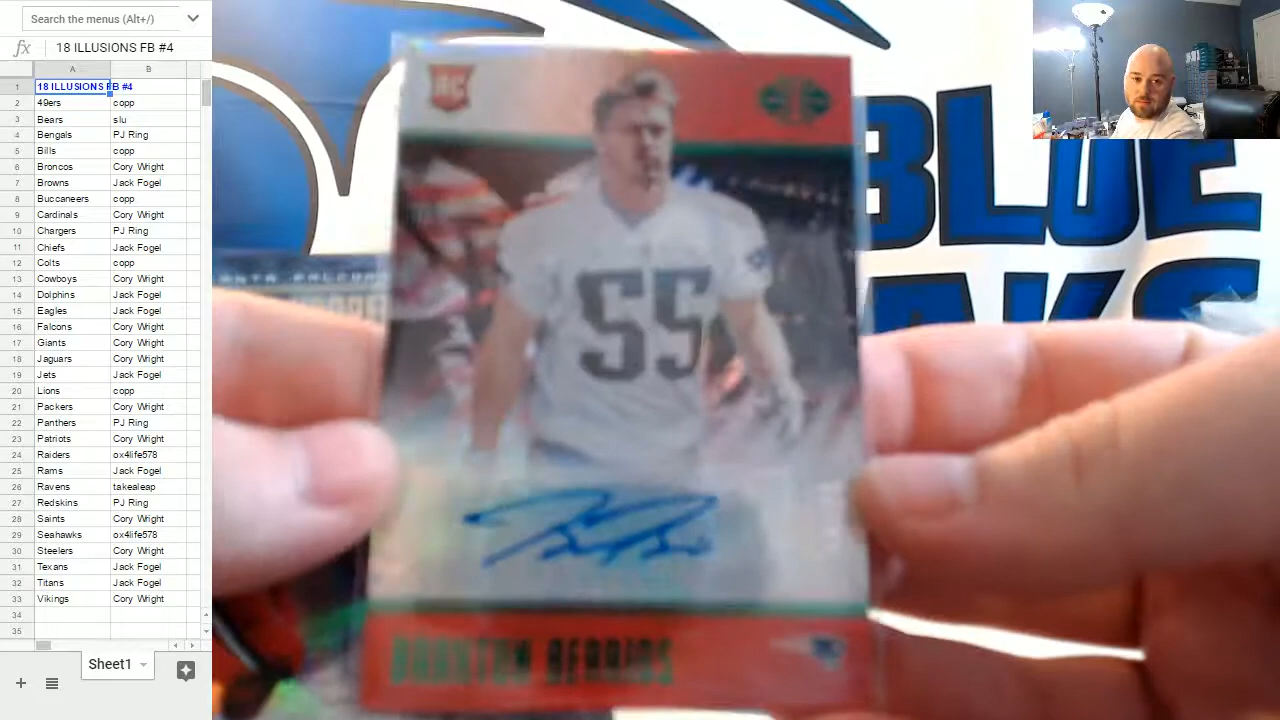 Search the menus (Alt+/)
fx 18 ILLUSIONS FB #4
A B
1 18 ILLUSIONS FB #4
2 49ers copp
3 Bears slu
4 Bengals PJ Ring
5 Bills copp
6 Broncos Cory Wright
7 Browns Jack Fogel
8 Buccaneers copp
9 Cardinals Cory Wright
10 Chargers PJ Ring
11 Chiefs Jack Fogel
12 Colts copp
13 Cowboys Cory Wright
14 Dolphins Jack Fogel
15 Eagles Jack Fogel
16 Falcons Cory Wright
17 Giants Cory Wright
18 Jaguars Cory Wright
19 Jets Jack Fogel
20 Lions copp
21 Packers Cory Wright
22 Panthers PJ Ring
23 Patriots Cory Wright
24 Raiders ox4life578
25 Rams Jack Fogel
26 Ravens takealeap
27 Redskins PJ Ring
28 Saints Cory Wright
29 Seahawks ox4life578
30 Steelers Cory Wright
31 Texans Jack Fogel
32 Titans Jack Fogel
33 Vikings Cory Wright
34
35
Sheet1
RC
55
BRAXTON BERRIOS
BLUE